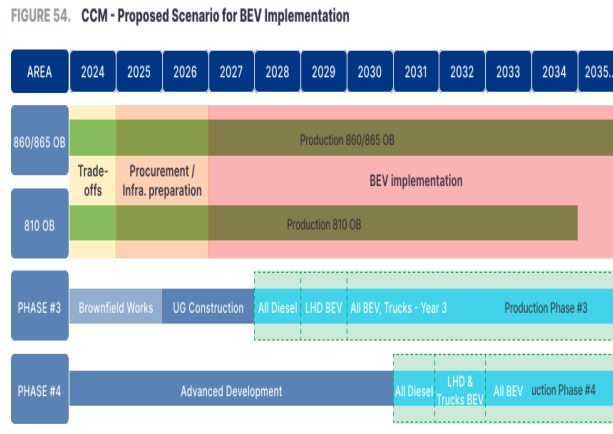 FIGURE 54. CCM - Proposed Scenario for BEV Implementation
AREA 2024 2025 2026 2027 2028 2029 2030 2031 2032 2033 2034 2035...
860/865 OB
Production 860/865 OB
Trade-
offs
Procurement /
Infra. preparation
BEV implementation
810 OB
Production 810 OB
PHASE #3
Brownfield Works UG Construction All Diesel LHD BEV All BEV, Trucks - Year 3 Production Phase #3
PHASE #4
Advanced Development All Diesel
LHD &
Trucks BEV
All BEV uction Phase #4